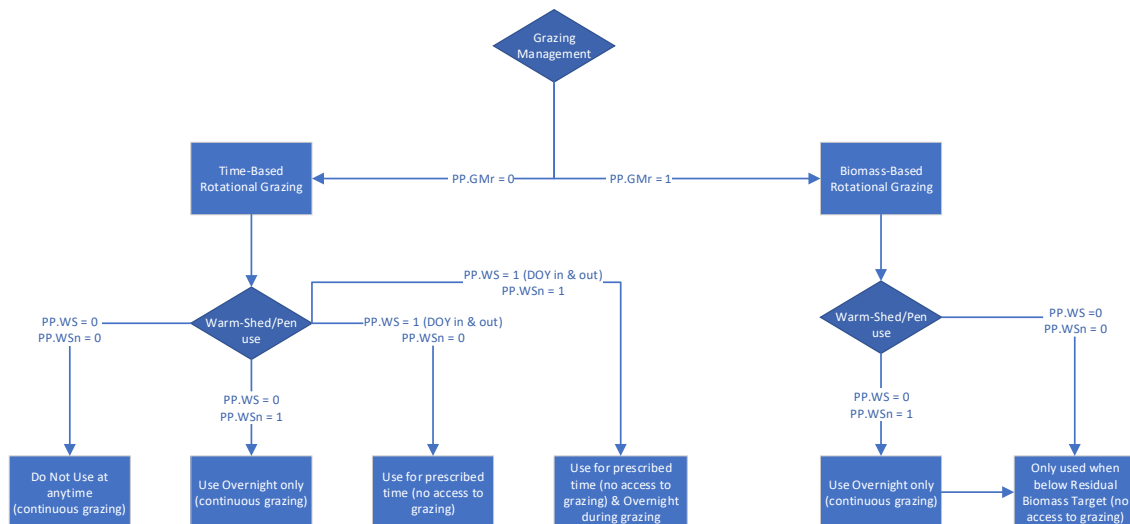 Grazing
Management
Time-Based
Rotational Grazing
PP.GMr = 0
PP.GMr = 1
Biomass-Based
Rotational Grazing
PP.WS = 1 (DOY in & out)
PP.WSn = 1
PP.WS = 0
PP.WSn = 0
Warm-Shed/Pen
use
PP.WS = 1 (DOY in & out)
PP.WSn = 0
Warm-Shed/Pen
use
PP.WS =0
PP.WSn = 0
PP.WS = 0
PP.WSn = 1
PP.WS = 0
PP.WSn = 1
Do Not Use at
anytime
(continuous grazing)
Use Overnight only
(continuous grazing)
Use for prescribed
time (no access to
grazing)
Use for prescribed
time (no access to
grazing) & Overnight
during grazing
Use Overnight only
(continuous grazing)
Only used when
below Residual
Biomass Target (no
access to grazing)